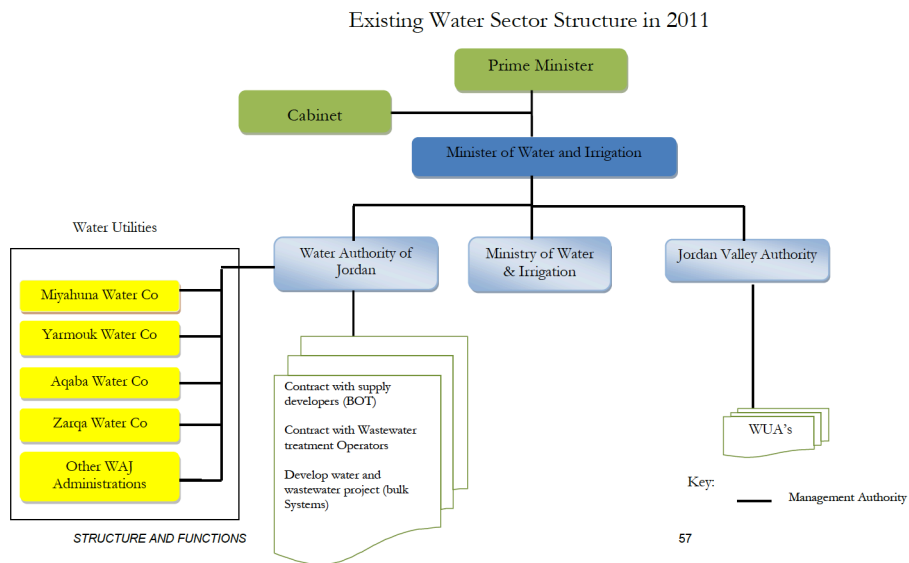 Existing Water Sector Structure in 2011
Prime Minister
Cabinet
Minister of Water and Irrigation
Water Utilities
Water Authority of
Jordan
Ministry of Water
& Irrigation
Jordan Valley Authority
Miyahuna Water Co
Yarmouk Water Co
Aqaba Water Co
Zarqa Water Co
Other WAJ
Administrations
Contract with supply
developers (BOT)
Contract with Wastewater
treatment Operators
Develop water and
wastewater project (bulk
Systems)
WUA's
Key:
Management Authority
STRUCTURE AND FUNCTIONS
57